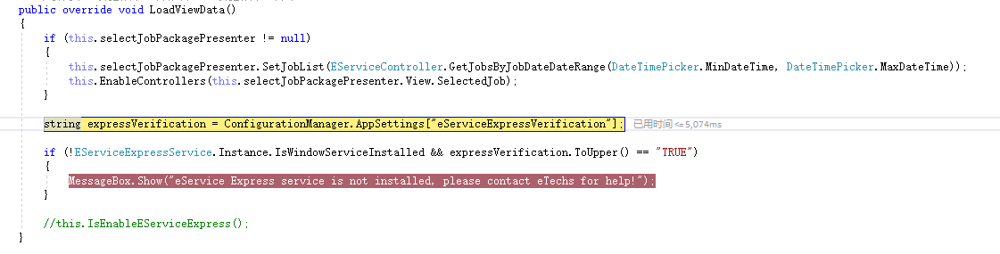 public override void LoadViewData()
{
if (this.selectJobPackagePresenter != null)
{
this.selectJobPackagePresenter.SetJobList(EServiceController.GetJobsByJobDateDateRange(DateTimePicker.MinDateTime, DateTimePicker.MaxDateTime));
this.EnableControllers(this.selectJobPackagePresenter.View.SelectedJob);
}
string expressVerification = ConfigurationManager.AppSettings["eServiceExpressVerification"]; 已用时间 <= 5,074ms
if (!EServiceExpressService.Instance.IsWindowServiceInstalled && expressVerification.ToUpper() == "TRUE")
{
MessageBox.Show("eService Express service is not installed, please contact eTechs for help!");
}
//this.IsEnableEServiceExpress();
}